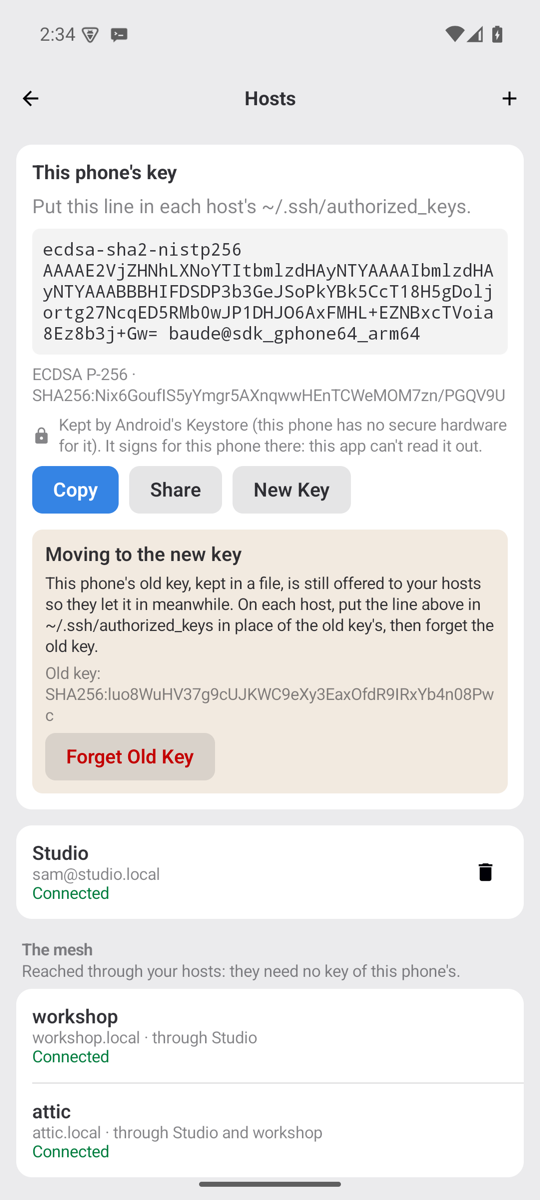 2:34
Hosts
This phone's key
Put this line in each host's ~/.ssh/authorized_keys.
ecdsa-sha2-nistp256
AAAAE2VjZHNhLXNoYTItbmlzdHAyNTYAAAAIbmlzdHA
yNTYAAABBBHIFDSDP3b3GeJSoPkYBk5CcT18H5gDolj
ortg27NcqED5RMb0wJP1DHJO6AxFMHL+EZNBxcTVoia
8Ez8b3j+Gw= baude@sdk_gphone64_arm64
ECDSA P-256 ·
SHA256:Nix6GoufIS5yYmgr5AXnqwwHEnTCWeMOM7zn/PGQV9U
Kept by Android's Keystore (this phone has no secure hardware
for it). It signs for this phone there: this app can't read it out.
Copy
Share
New Key
Moving to the new key
This phone's old key, kept in a file, is still offered to your hosts
so they let it in meanwhile. On each host, put the line above in
~/.ssh/authorized_keys in place of the old key's, then forget the
old key.
Old key:
SHA256:luo8WuHV37g9cUJKWC9eXy3EaxOfdR9IRxYb4n08Pw
c
Forget Old Key
Studio
sam@studio.local
Connected
The mesh
Reached through your hosts: they need no key of this phone's.
workshop
workshop.local · through Studio
Connected
attic
attic.local · through Studio and workshop
Connected